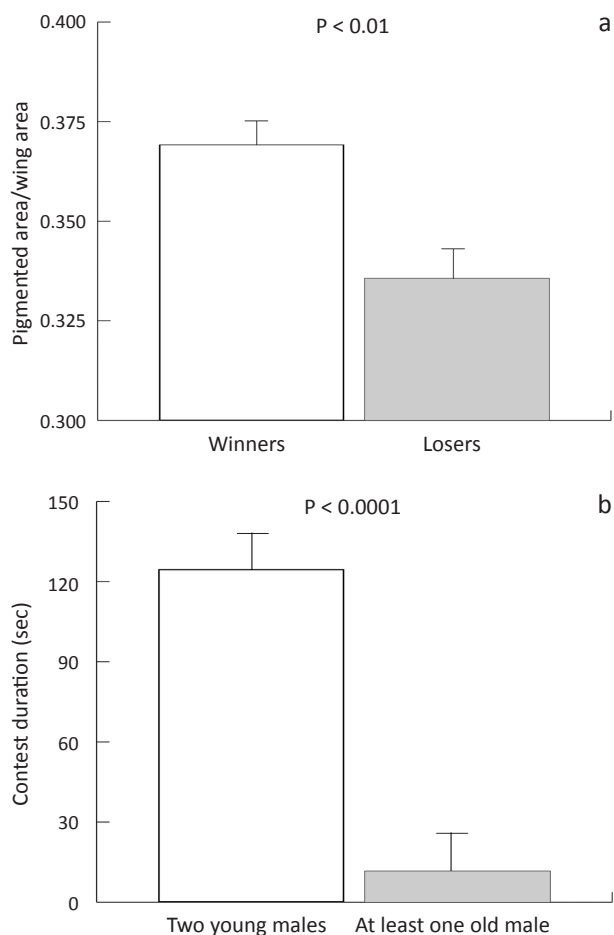 P < 0.01
a
0.400
0.375
0.350
0.325
0.300
Pigmented area/wing area
Winners
Losers
P < 0.0001
b
150
120
90
60
30
0
Contest duration (sec)
Two young males
At least one old male